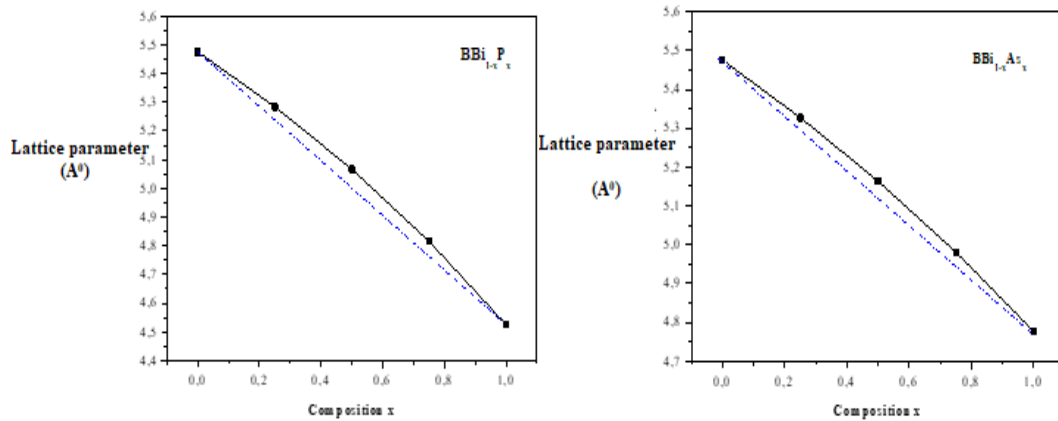 5,6
5,5
5,4
5,3
5,2
5,1
5,0
4,9
4,8
4,7
4,6
4,5
4,4
BBi1-xPx
Lattice parameter
(A⁰)
0,0 0,2 0,4 0,6 0,8 1,0
Composition x
5,6
5,5
5,4
5,3
5,2
5,1
5,0
4,9
4,8
4,7
BBi1-xAsx
Lattice parameter
(A⁰)
0,0 0,2 0,4 0,6 0,8 1,0
Composition x